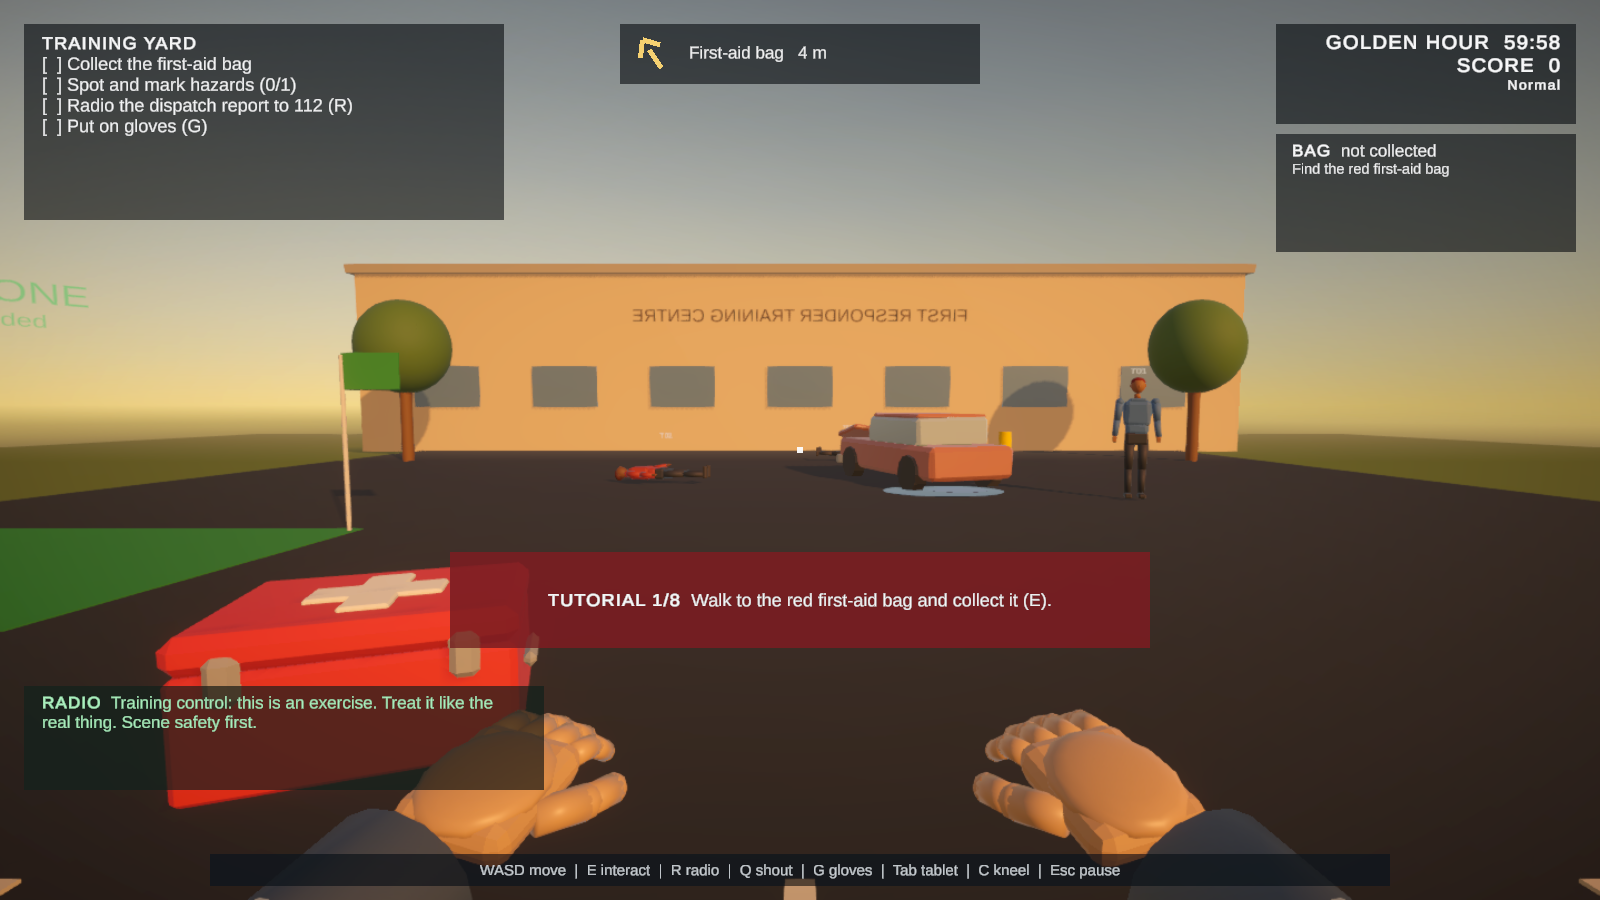 TRAINING YARD
[ ] Collect the first-aid bag
[ ] Spot and mark hazards (0/1)
[ ] Radio the dispatch report to 112 (R)
[ ] Put on gloves (G)
First-aid bag 4 m
GOLDEN HOUR 59:58
SCORE 0
Normal
BAG not collected
Find the red first-aid bag
ONE
ded
FIRST RESPONDER TRAINING CENTRE
TUTORIAL 1/8 Walk to the red first-aid bag and collect it (E).
RADIO Training control: this is an exercise. Treat it like the
real thing. Scene safety first.
WASD move | E interact | R radio | Q shout | G gloves | Tab tablet | C kneel | Esc pause